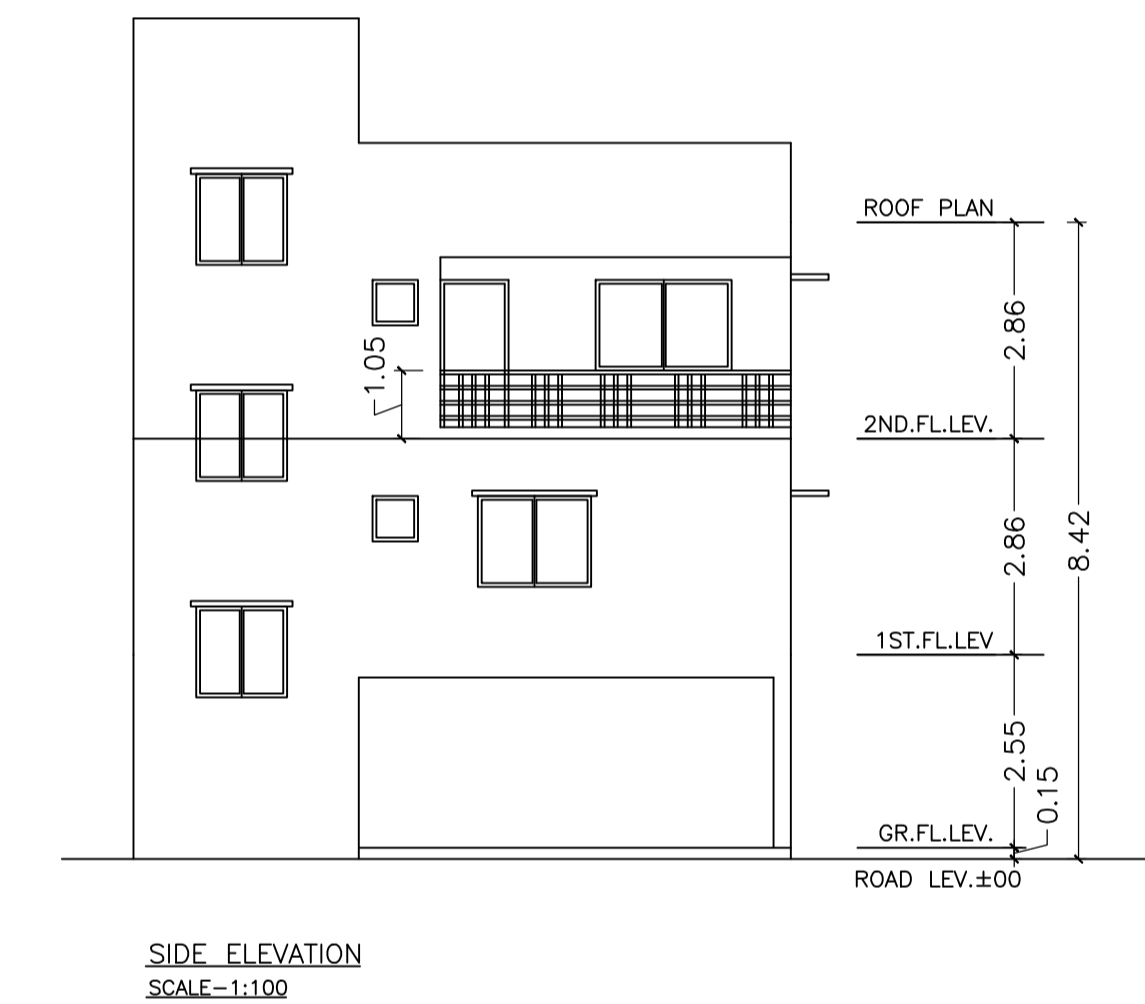 ROOF PLAN
2.86
1.05
2ND.FL.LEV.
2.86
8.42
1ST.FL.LEV
2.55
0.15
GR.FL.LEV.
ROAD LEV.±00
SIDE ELEVATION
SCALE-1:100